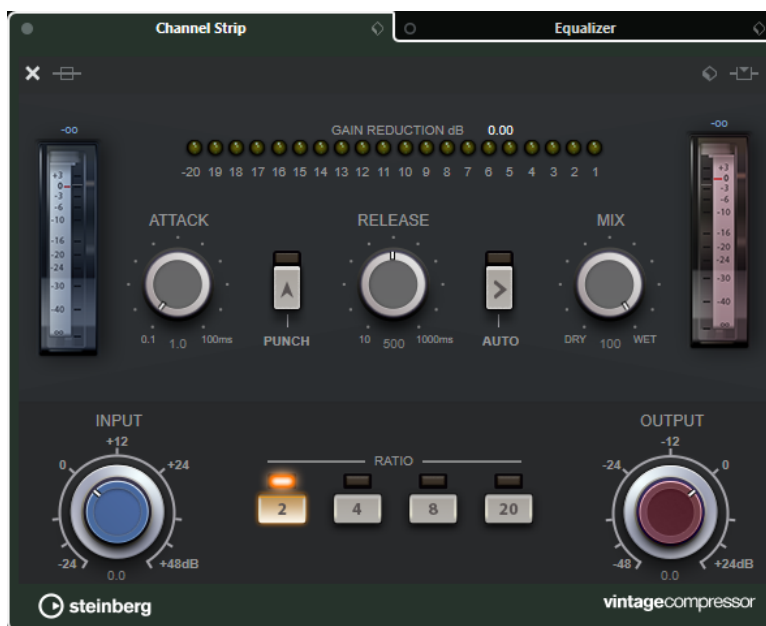 Channel Strip
Equalizer
GAIN REDUCTION dB 0.00
-∞
-∞
-20 19 18 17 16 15 14 13 12 11 10 9 8 7 6 5 4 3 2 1
+3
0
-3
-6
-10
-16
-20
-24
-30
-40
∞
+3
0
-3
-6
-10
-16
-20
-24
-30
-40
∞
ATTACK
RELEASE
MIX
0.1 1.0 100ms
PUNCH
10 500 1000ms
AUTO
DRY 100 WET
INPUT
+12
0
+24
-24
+48dB
0.0
RATIO
2 4 8 20
OUTPUT
-12
-24
0
-48
+24dB
0.0
steinberg
vintagecompressor